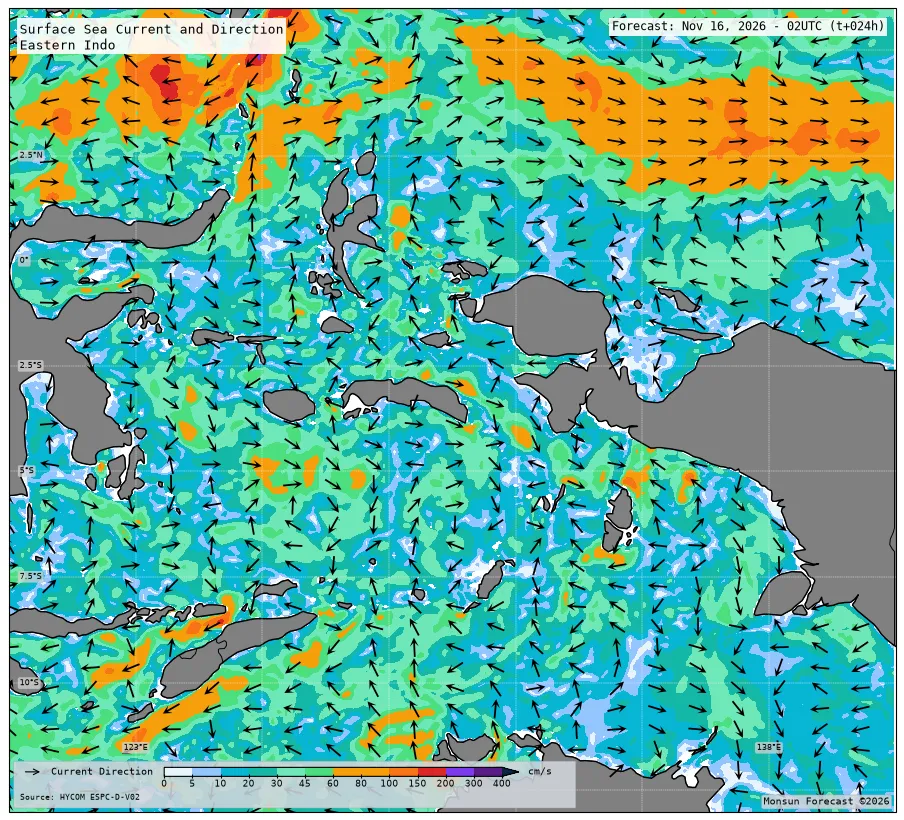 Surface Sea Current and Direction
Eastern Indo
Forecast: Nov 16, 2026 - 02UTC (t+024h)
2.5°N
0°
2.5°S
5°S
7.5°S
10°S
123°E
138°E
Current Direction
cm/s
0 5 10 20 30 45 60 80 100 150 200 300 400
Source: HYCOM ESPC-D-V02
Monsun Forecast ©2026